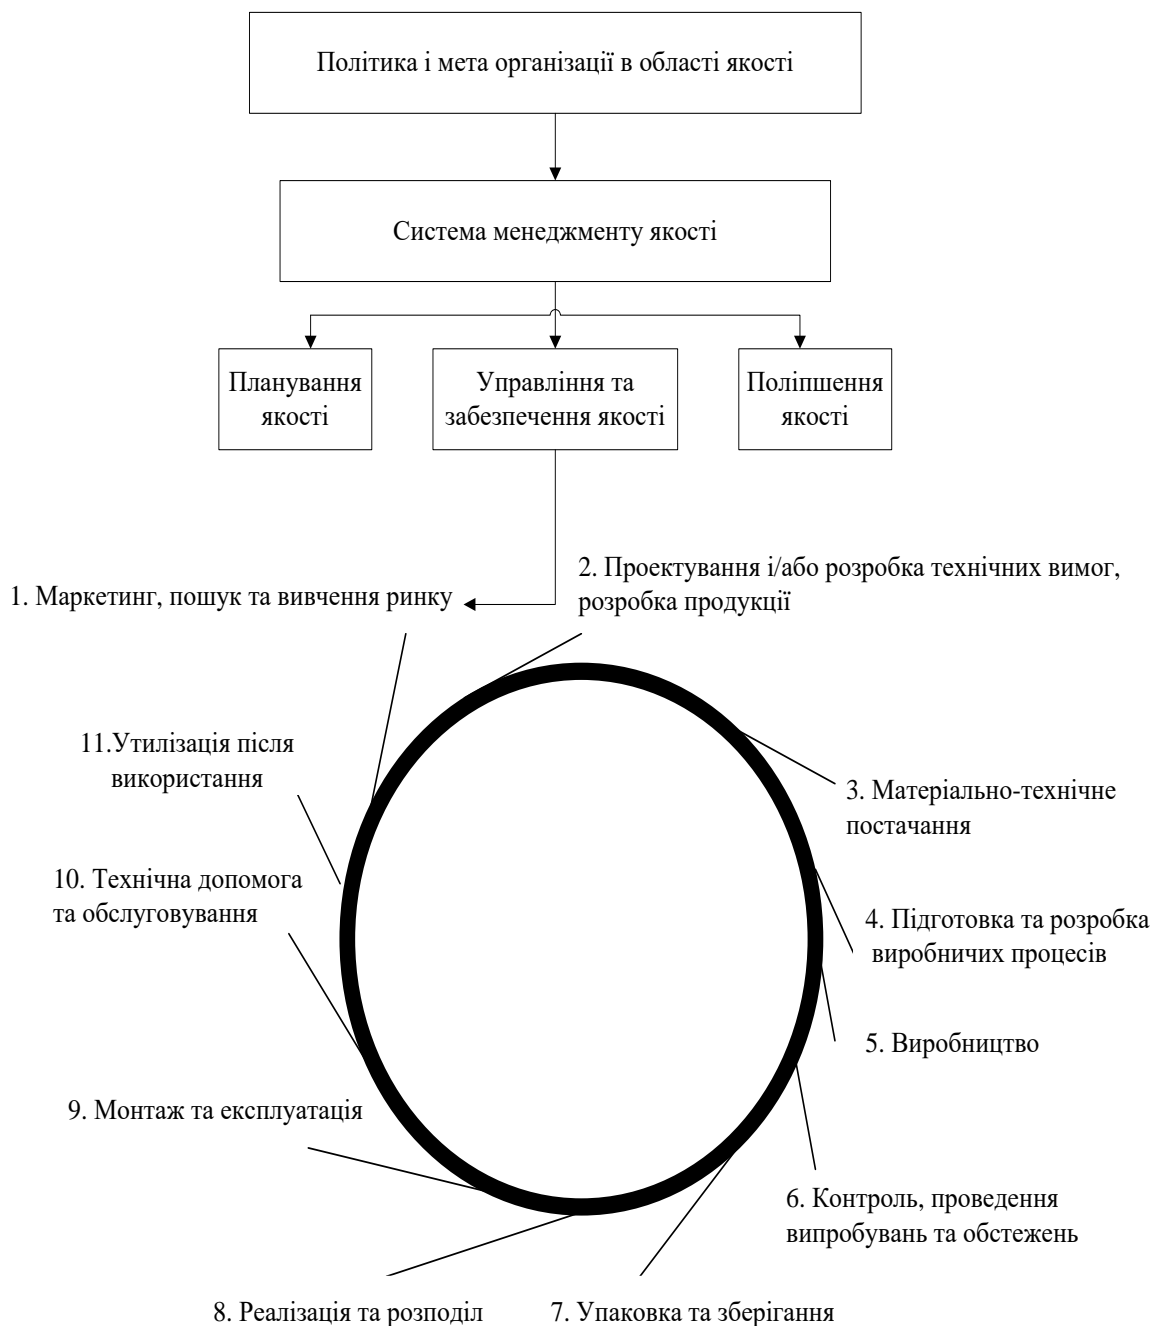 Політика і мета організації в області якості
Система менеджменту якості
Планування
якості
Управління та
забезпечення якості
Поліпшення
якості
1. Маркетинг, пошук та вивчення ринку
2. Проектування і/або розробка технічних вимог,
розробка продукції
11.Утилізація після
використання
3. Матеріально-технічне
постачання
10. Технічна допомога
та обслуговування
4. Підготовка та розробка
виробничих процесів
5. Виробництво
9. Монтаж та експлуатація
6. Контроль, проведення
випробувань та обстежень
8. Реалізація та розподіл
7. Упаковка та зберігання